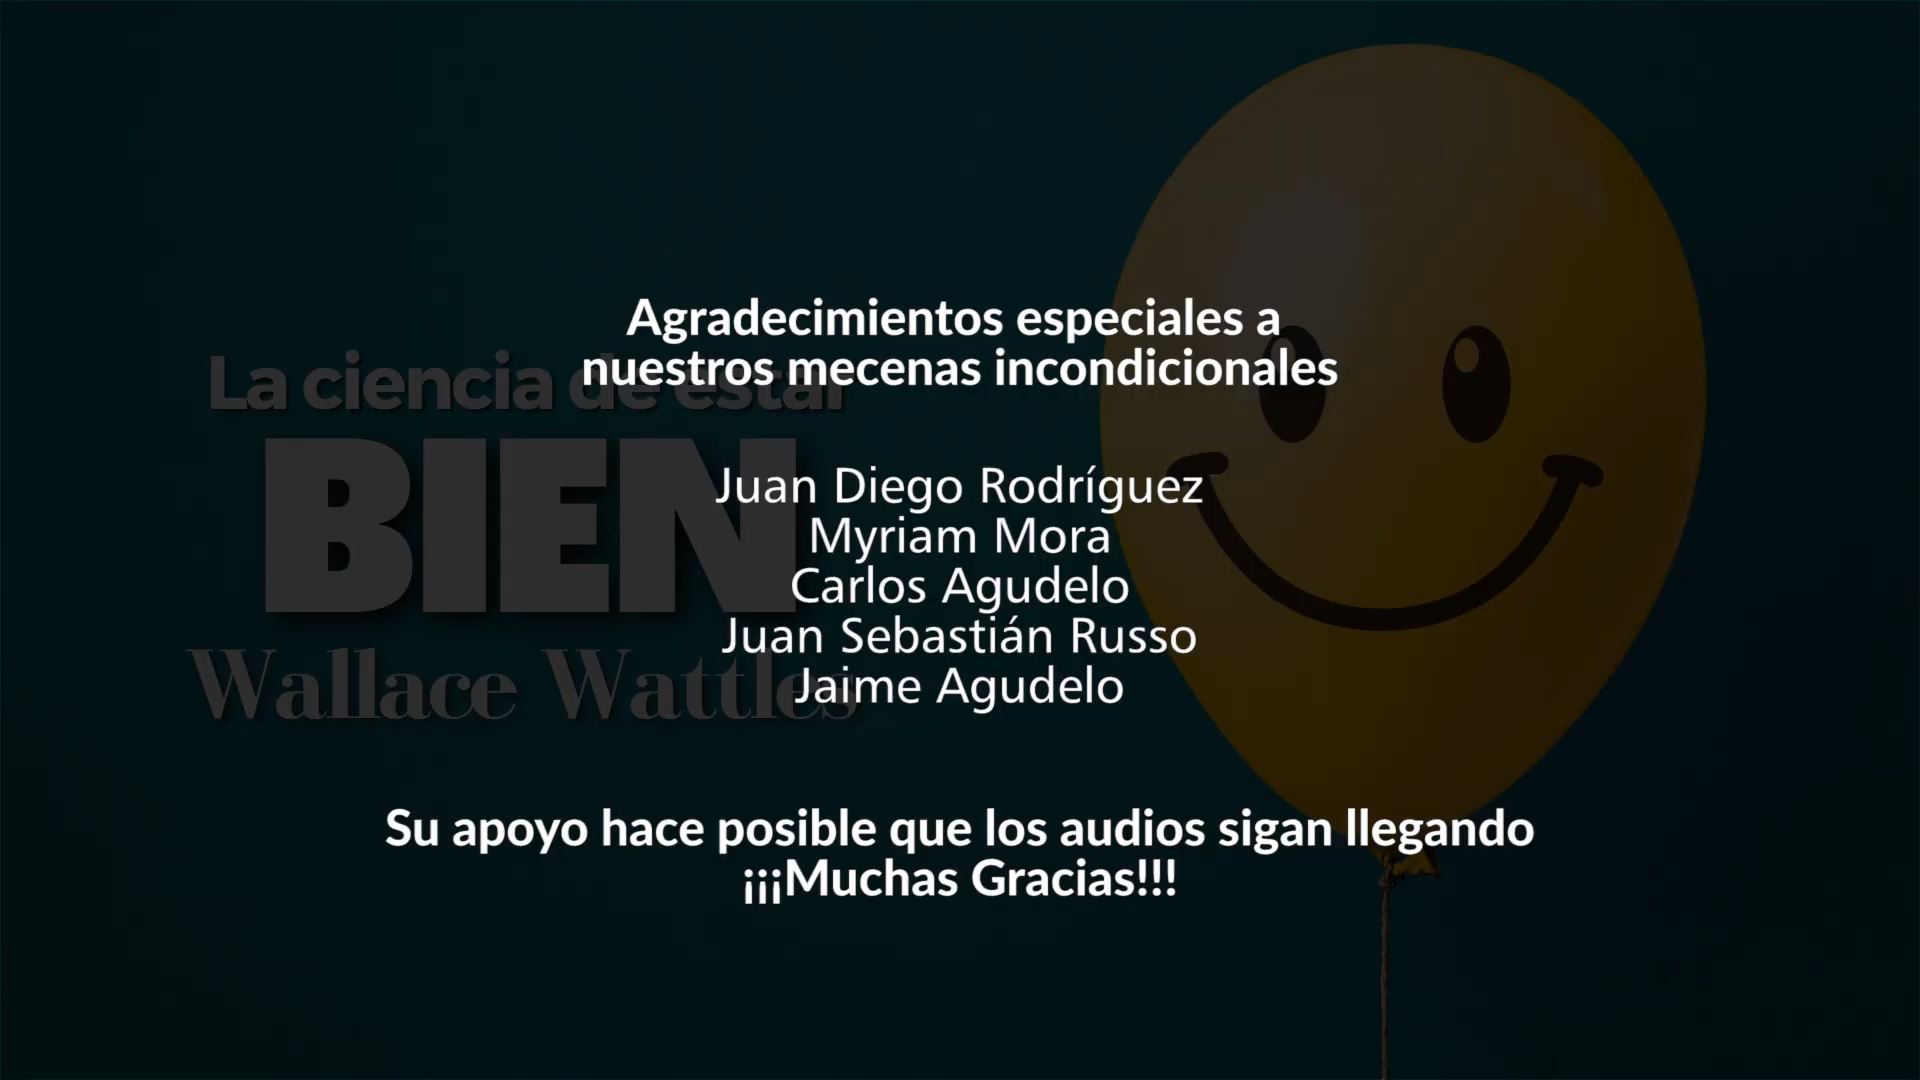 Agradecimientos especiales a
nuestros mecenas incondicionales
La ciencia de estar
BIEN
Wallace Wattles
Juan Diego Rodríguez
Myriam Mora
Carlos Agudelo
Juan Sebastián Russo
Jaime Agudelo
Su apoyo hace posible que los audios sigan llegando
¡¡¡Muchas Gracias!!!